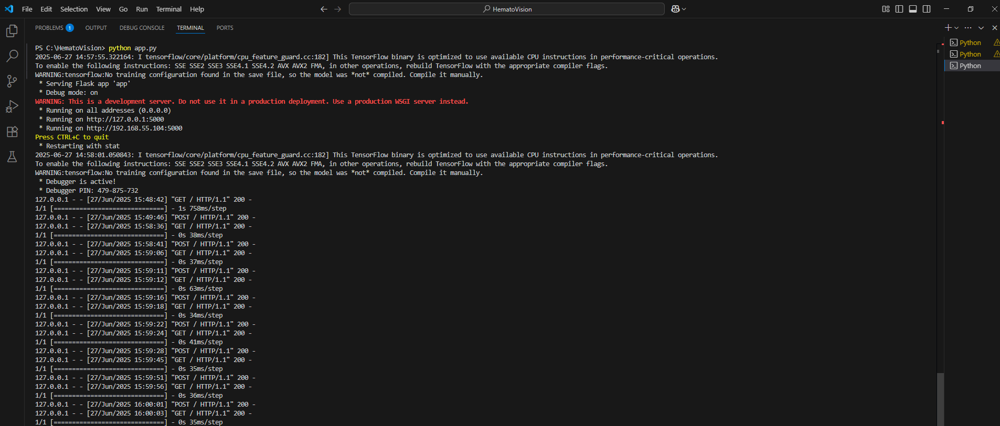 File Edit Selection View Go Run Terminal Help
HematoVision
PROBLEMS 1 OUTPUT DEBUG CONSOLE TERMINAL PORTS
PS C:\HematoVision> python app.py
2025-06-27 14:57:55.322164: I tensorflow/core/platform/cpu_feature_guard.cc:182] This TensorFlow binary is optimized to use available CPU instructions in performance-critical operations.
To enable the following instructions: SSE SSE2 SSE3 SSE4.1 SSE4.2 AVX AVX2 FMA, in other operations, rebuild TensorFlow with the appropriate compiler flags.
WARNING:tensorflow:No training configuration found in the save file, so the model was *not* compiled. Compile it manually.
 * Serving Flask app 'app'
 * Debug mode: on
WARNING: This is a development server. Do not use it in a production deployment. Use a production WSGI server instead.
 * Running on all addresses (0.0.0.0)
 * Running on http://127.0.0.1:5000
 * Running on http://192.168.55.104:5000
Press CTRL+C to quit
 * Restarting with stat
2025-06-27 14:58:01.050843: I tensorflow/core/platform/cpu_feature_guard.cc:182] This TensorFlow binary is optimized to use available CPU instructions in performance-critical operations.
To enable the following instructions: SSE SSE2 SSE3 SSE4.1 SSE4.2 AVX AVX2 FMA, in other operations, rebuild TensorFlow with the appropriate compiler flags.
WARNING:tensorflow:No training configuration found in the save file, so the model was *not* compiled. Compile it manually.
 * Debugger is active!
 * Debugger PIN: 479-875-732
127.0.0.1 - - [27/Jun/2025 15:48:42] "GET / HTTP/1.1" 200 -
1/1 [==============================] - 1s 758ms/step
127.0.0.1 - - [27/Jun/2025 15:49:46] "POST / HTTP/1.1" 200 -
127.0.0.1 - - [27/Jun/2025 15:58:36] "GET / HTTP/1.1" 200 -
1/1 [==============================] - 0s 38ms/step
127.0.0.1 - - [27/Jun/2025 15:58:41] "POST / HTTP/1.1" 200 -
127.0.0.1 - - [27/Jun/2025 15:59:06] "GET / HTTP/1.1" 200 -
1/1 [==============================] - 0s 37ms/step
127.0.0.1 - - [27/Jun/2025 15:59:11] "POST / HTTP/1.1" 200 -
127.0.0.1 - - [27/Jun/2025 15:59:12] "GET / HTTP/1.1" 200 -
1/1 [==============================] - 0s 63ms/step
127.0.0.1 - - [27/Jun/2025 15:59:16] "POST / HTTP/1.1" 200 -
127.0.0.1 - - [27/Jun/2025 15:59:18] "GET / HTTP/1.1" 200 -
1/1 [==============================] - 0s 34ms/step
127.0.0.1 - - [27/Jun/2025 15:59:22] "POST / HTTP/1.1" 200 -
127.0.0.1 - - [27/Jun/2025 15:59:24] "GET / HTTP/1.1" 200 -
1/1 [==============================] - 0s 41ms/step
127.0.0.1 - - [27/Jun/2025 15:59:28] "POST / HTTP/1.1" 200 -
127.0.0.1 - - [27/Jun/2025 15:59:45] "GET / HTTP/1.1" 200 -
1/1 [==============================] - 0s 35ms/step
127.0.0.1 - - [27/Jun/2025 15:59:51] "POST / HTTP/1.1" 200 -
127.0.0.1 - - [27/Jun/2025 15:59:56] "GET / HTTP/1.1" 200 -
1/1 [==============================] - 0s 36ms/step
127.0.0.1 - - [27/Jun/2025 16:00:01] "POST / HTTP/1.1" 200 -
127.0.0.1 - - [27/Jun/2025 16:00:03] "GET / HTTP/1.1" 200 -
1/1 [==============================] - 0s 35ms/step
Python
Python
Python